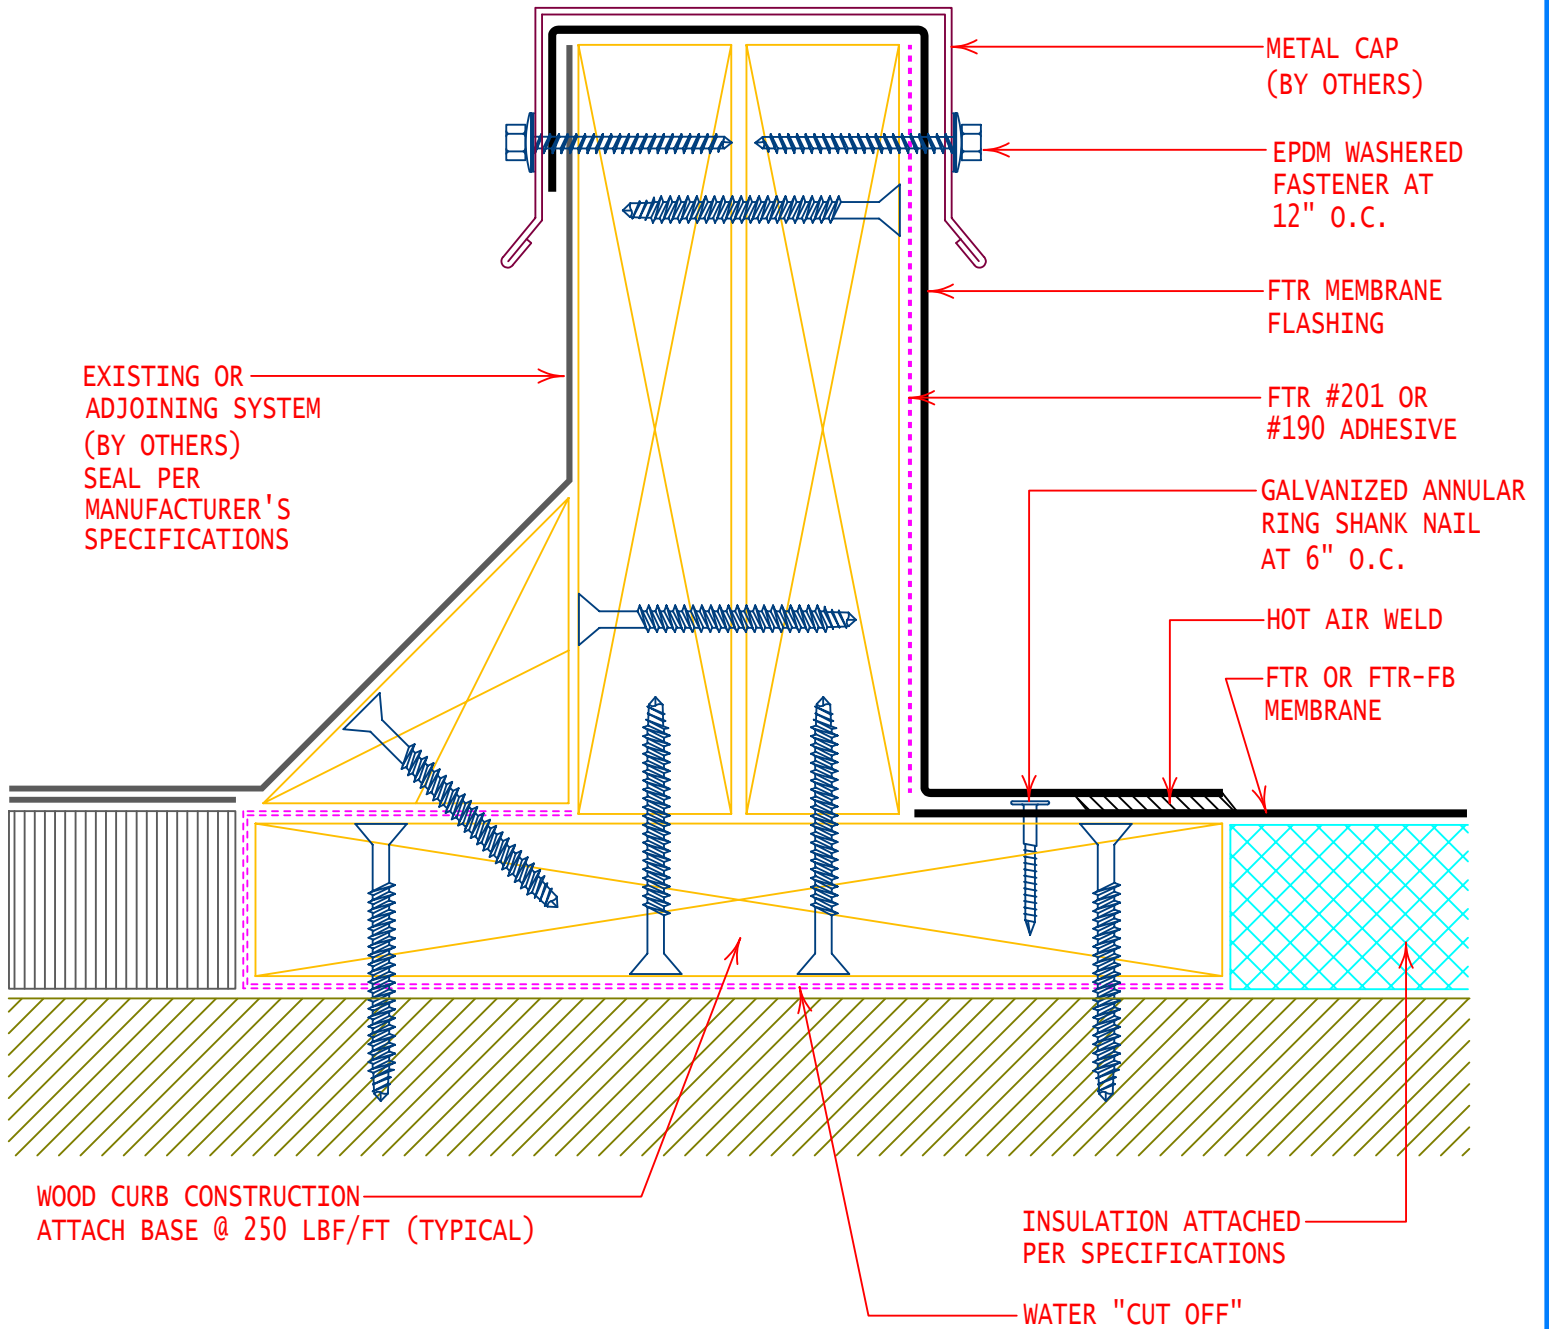 METAL CAP
(BY OTHERS)
EPDM WASHERED
FASTENER AT
12" O.C.
FTR MEMBRANE
FLASHING
EXISTING OR
ADJOINING SYSTEM
(BY OTHERS)
SEAL PER
MANUFACTURER'S
SPECIFICATIONS
FTR #201 OR
#190 ADHESIVE
GALVANIZED ANNULAR
RING SHANK NAIL
AT 6" O.C.
HOT AIR WELD
FTR OR FTR-FB
MEMBRANE
WOOD CURB CONSTRUCTION
ATTACH BASE @ 250 LBF/FT (TYPICAL)
INSULATION ATTACHED
PER SPECIFICATIONS
WATER "CUT OFF"